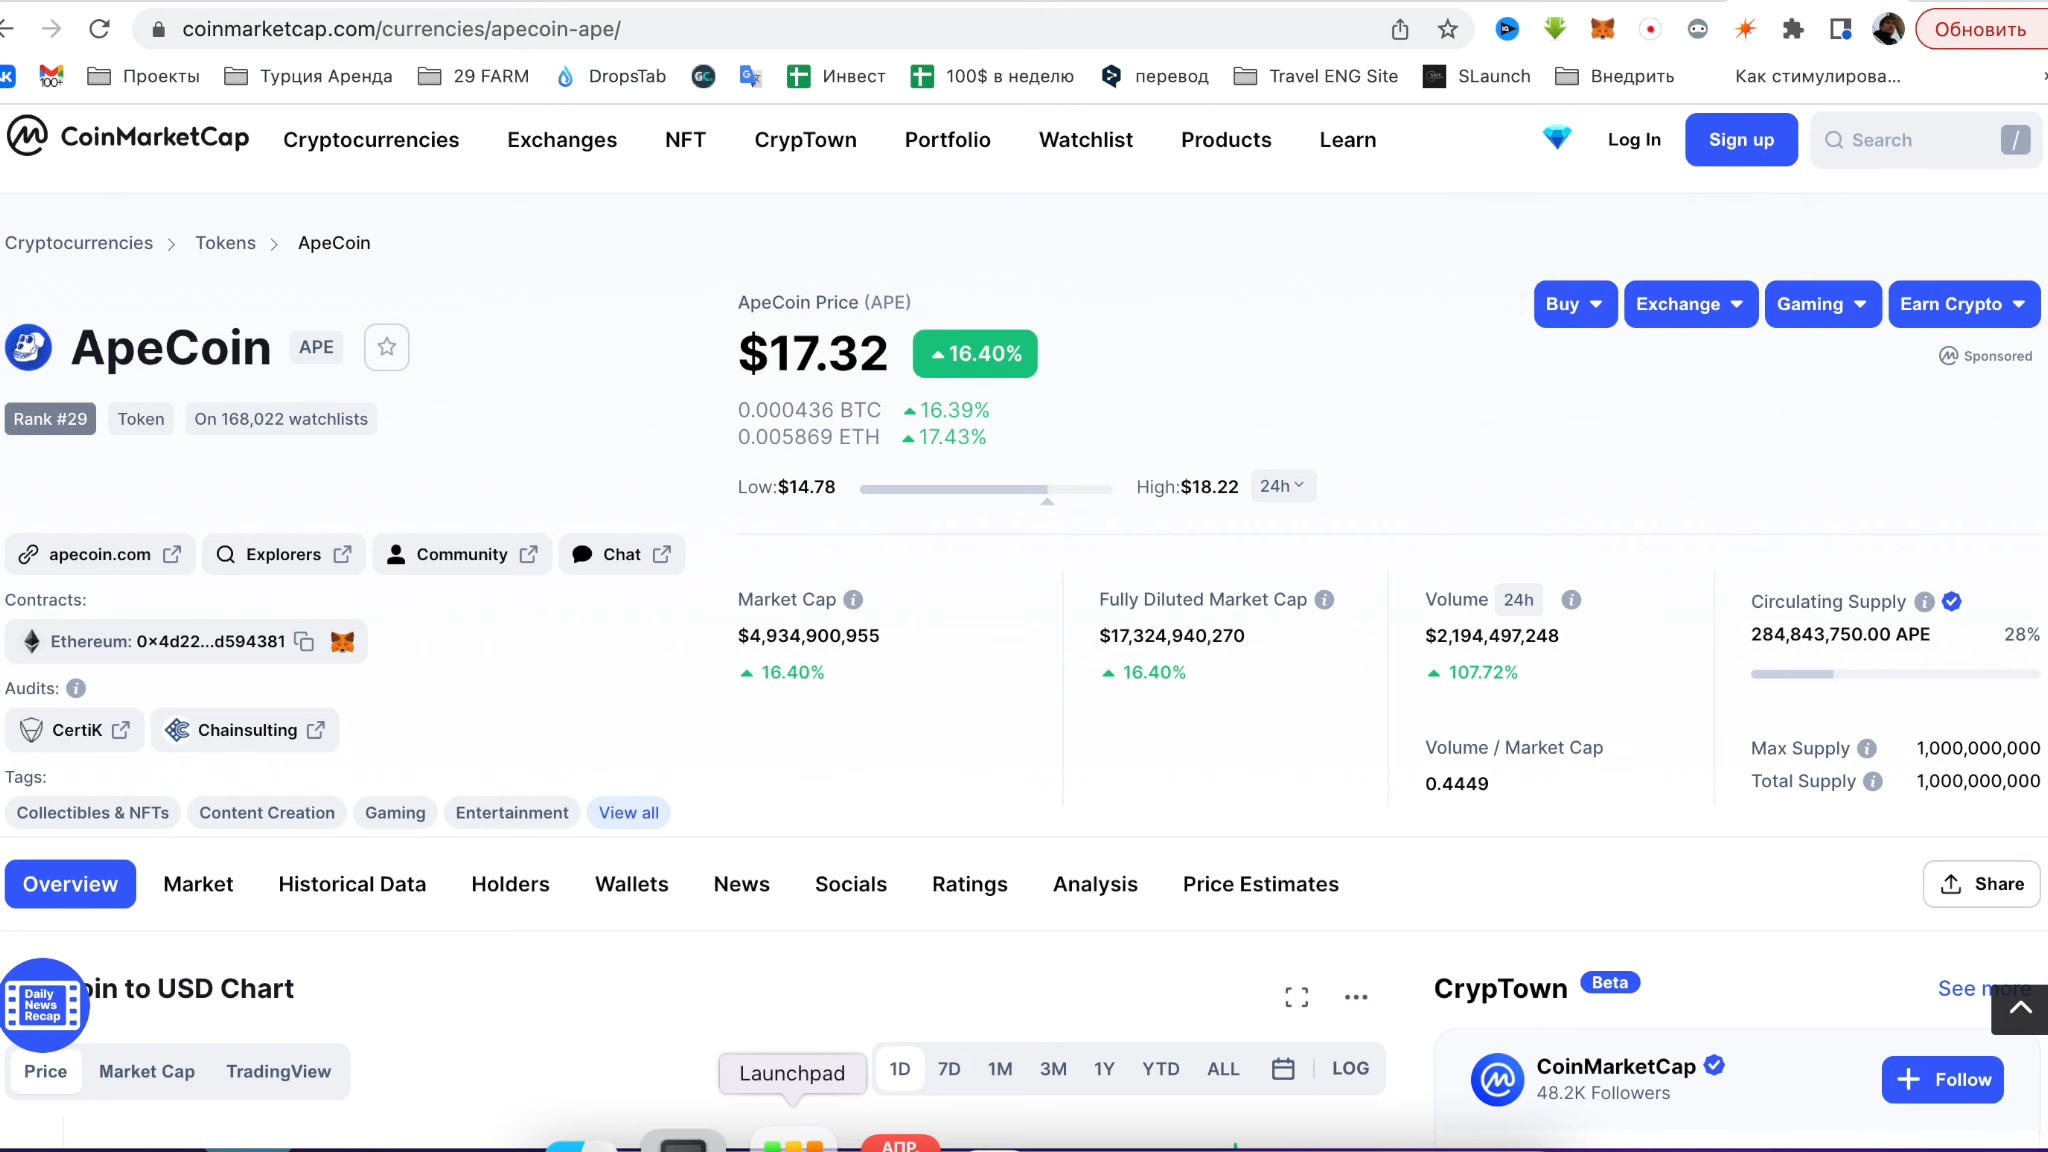 coinmarketcap.com/currencies/apecoin-ape/
Обновить
100+
Проекты
Турция Аренда
29 FARM
DropsTab
GC
Инвест
100$ в неделю
перевод
Travel ENG Site
SLaunch
Внедрить
Как стимулирова...
CoinMarketCap
Cryptocurrencies
Exchanges
NFT
CrypTown
Portfolio
Watchlist
Products
Learn
Log In
Sign up
Search
/
Cryptocurrencies > Tokens > ApeCoin
ApeCoin
APE
Rank #29
Token
On 168,022 watchlists
ApeCoin Price (APE)
$17.32
16.40%
0.000436 BTC 16.39%
0.005869 ETH 17.43%
Low:$14.78
High:$18.22
24h
Buy
Exchange
Gaming
Earn Crypto
Sponsored
apecoin.com
Explorers
Community
Chat
Contracts:
Ethereum: 0x4d22...d594381
Audits:
CertiK
Chainsulting
Tags:
Collectibles & NFTs
Content Creation
Gaming
Entertainment
View all
Market Cap
$4,934,900,955
16.40%
Fully Diluted Market Cap
$17,324,940,270
16.40%
Volume 24h
$2,194,497,248
107.72%
Volume / Market Cap
0.4449
Circulating Supply
284,843,750.00 APE 28%
Max Supply 1,000,000,000
Total Supply 1,000,000,000
Overview
Market
Historical Data
Holders
Wallets
News
Socials
Ratings
Analysis
Price Estimates
Share
Daily
News
Recap
oin to USD Chart
Price
Market Cap
TradingView
Launchpad
1D
7D
1M
3M
1Y
YTD
ALL
LOG
CrypTown
Beta
See more
CoinMarketCap
48.2K Followers
Follow
АПР.